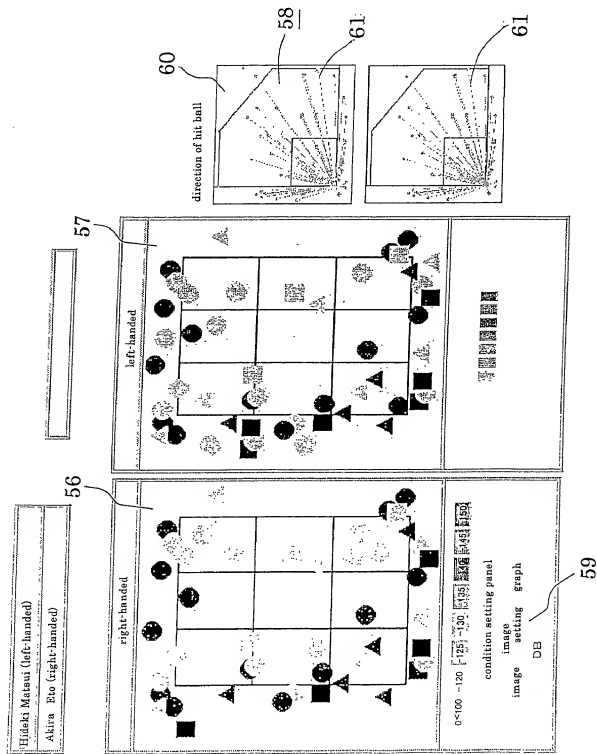 Hideki Matsui (left-handed)
Akira Eto (right-handed)
right-handed
56
0<100 -120 -125 -130 -135 -140 -145 -150
condition setting panel
image
image setting graph
DB
59
left-handed
57
direction of hit ball
60
58
61
61